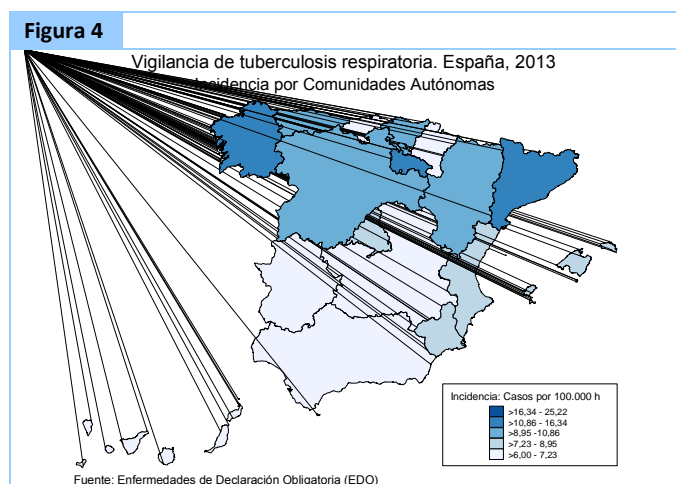 Figura 4
Vigilancia de tuberculosis respiratoria. España, 2013
Incidencia por Comunidades Autónomas
Incidencia: Casos por 100.000 h
>16,34 - 25,22
>10,86 - 16,34
>8,95 -10,86
>7,23 - 8,95
>6,00 - 7,23
Fuente: Enfermedades de Declaración Obligatoria (EDO)